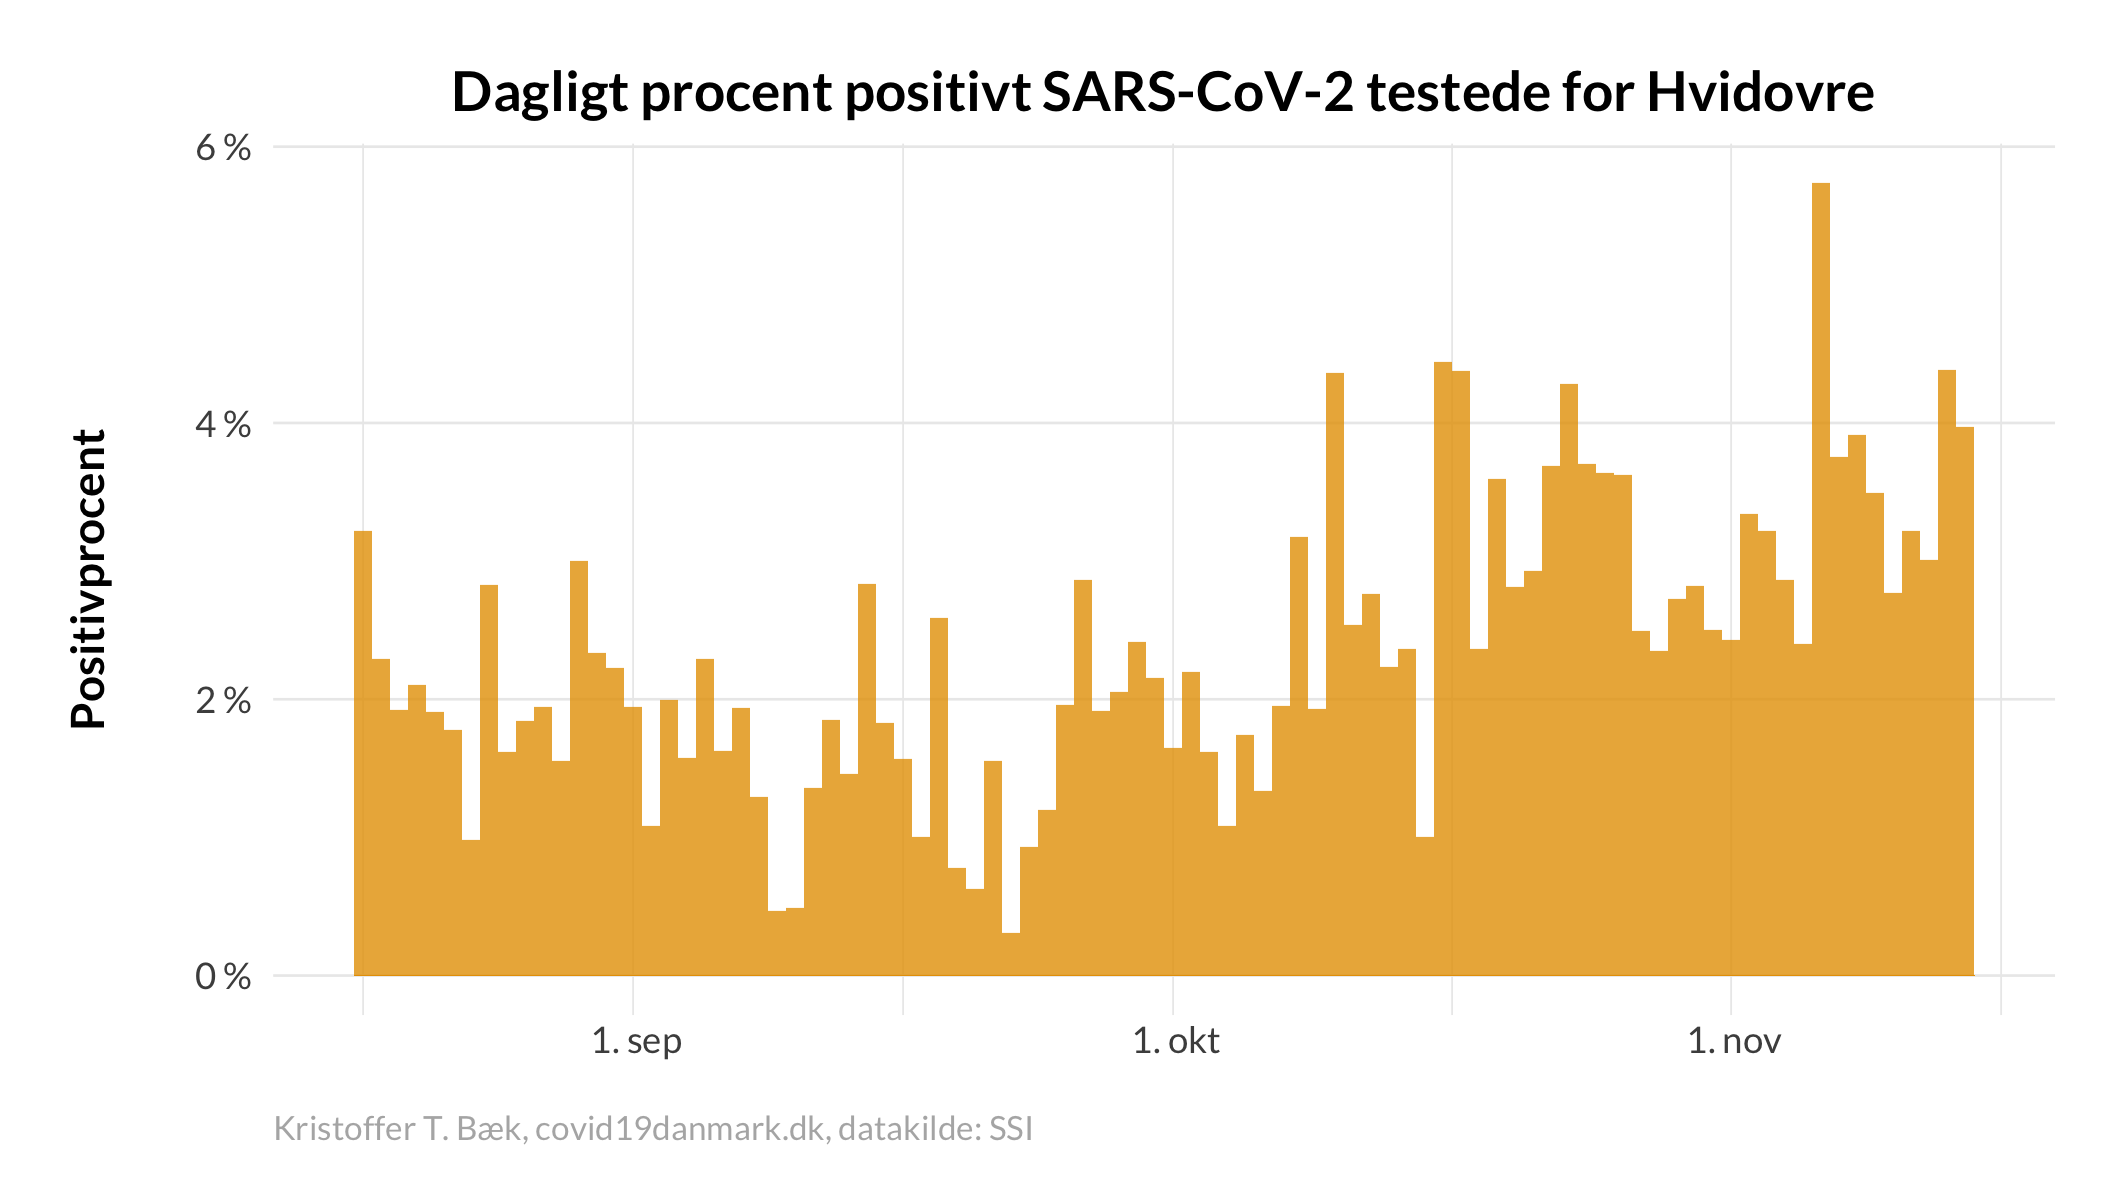 Dagligt procent positivt SARS-CoV-2 testede for Hvidovre
6 %
4 %
2 %
0 %
Positivprocent
1. sep
1. okt
1. nov
Kristoffer T. Bæk, covid19danmark.dk, datakilde: SSI